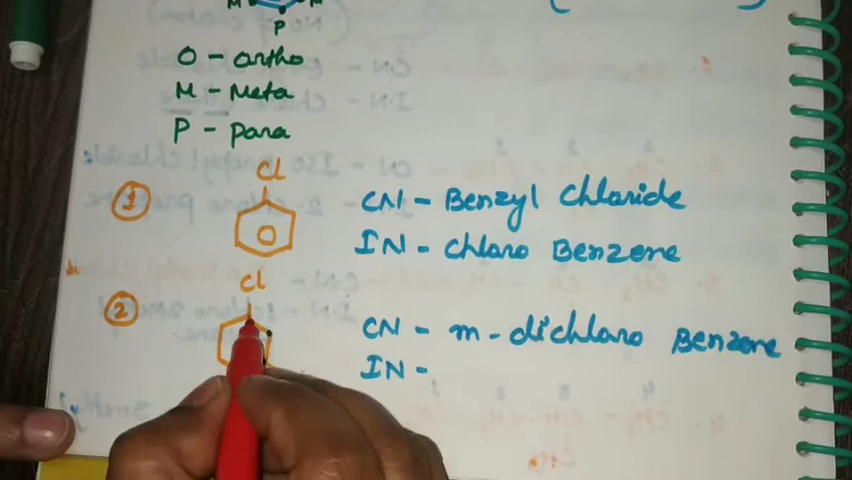 P
O - ortho
M - Meta
P - para
1
Cl
CN - Benzyl Chloride
IN - Chloro Benzene
2
Cl
CN - m-dichloro Benzene
IN -